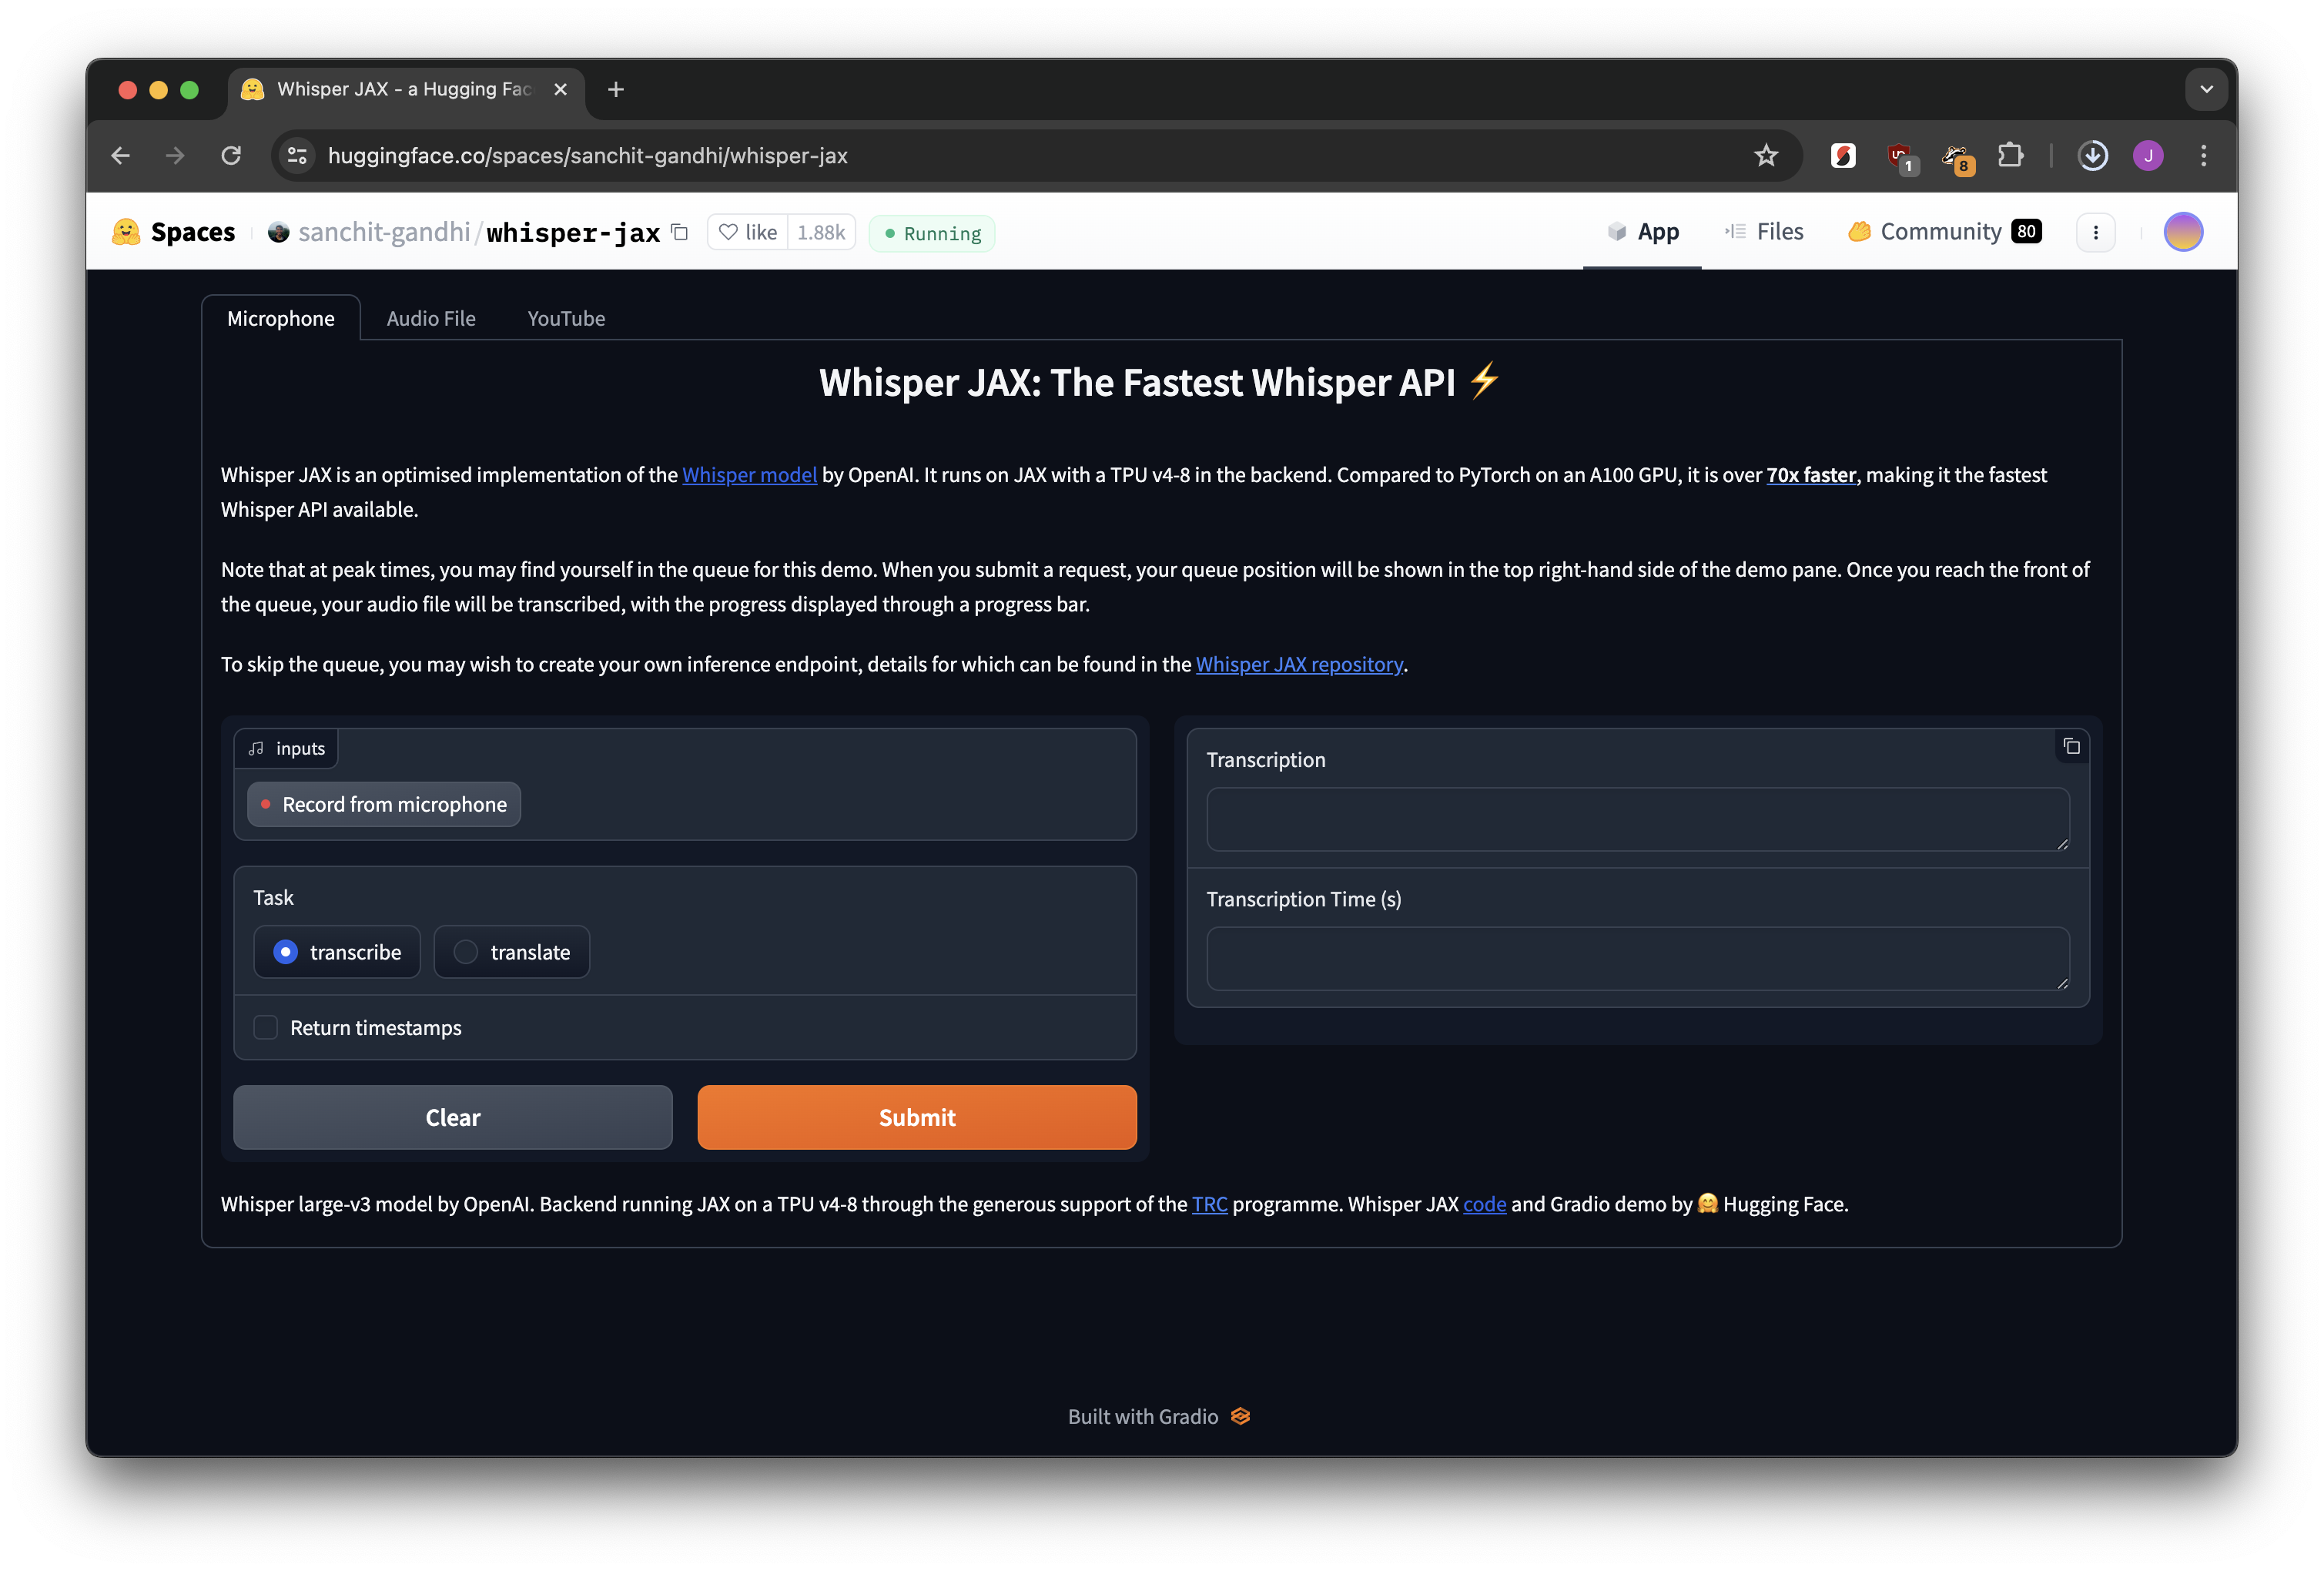 Whisper JAX - a Hugging Fac
huggingface.co/spaces/sanchit-gandhi/whisper-jax
1
8
J
Spaces sanchit-gandhi/whisper-jax like 1.88k Running
App Files Community 80
Microphone Audio File YouTube
Whisper JAX: The Fastest Whisper API ⚡
Whisper JAX is an optimised implementation of the Whisper model by OpenAI. It runs on JAX with a TPU v4-8 in the backend. Compared to PyTorch on an A100 GPU, it is over 70x faster, making it the fastest
Whisper API available.
Note that at peak times, you may find yourself in the queue for this demo. When you submit a request, your queue position will be shown in the top right-hand side of the demo pane. Once you reach the front of
the queue, your audio file will be transcribed, with the progress displayed through a progress bar.
To skip the queue, you may wish to create your own inference endpoint, details for which can be found in the Whisper JAX repository.
inputs
Record from microphone
Task
transcribe translate
Return timestamps
Clear Submit
Transcription
Transcription Time (s)
Whisper large-v3 model by OpenAI. Backend running JAX on a TPU v4-8 through the generous support of the TRC programme. Whisper JAX code and Gradio demo by 🤗 Hugging Face.
Built with Gradio